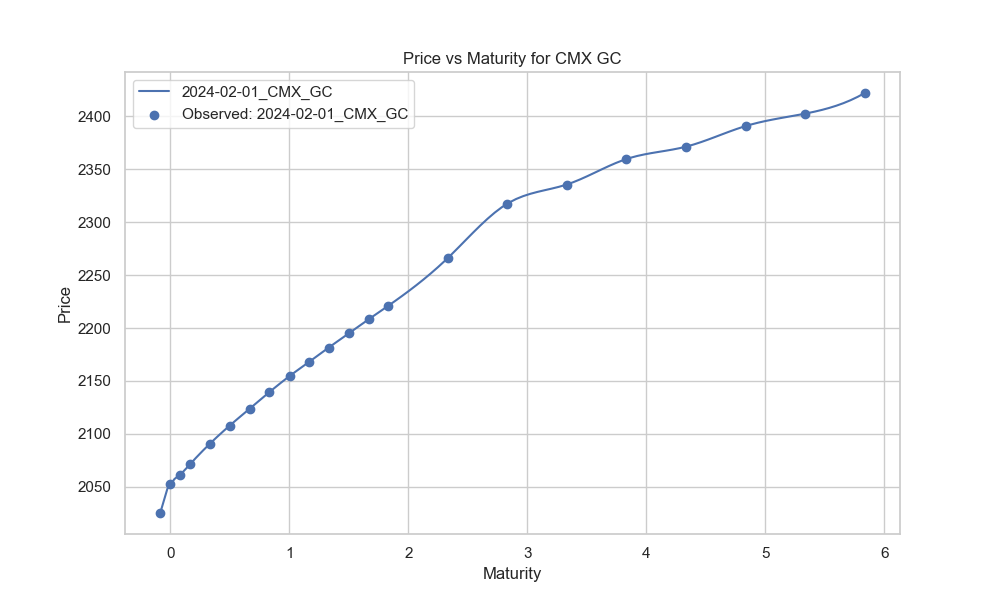 Price vs Maturity for CMX GC
2024-02-01_CMX_GC
Observed: 2024-02-01_CMX_GC
2400
2350
2300
2250
2200
2150
2100
2050
Price
0 1 2 3 4 5 6
Maturity